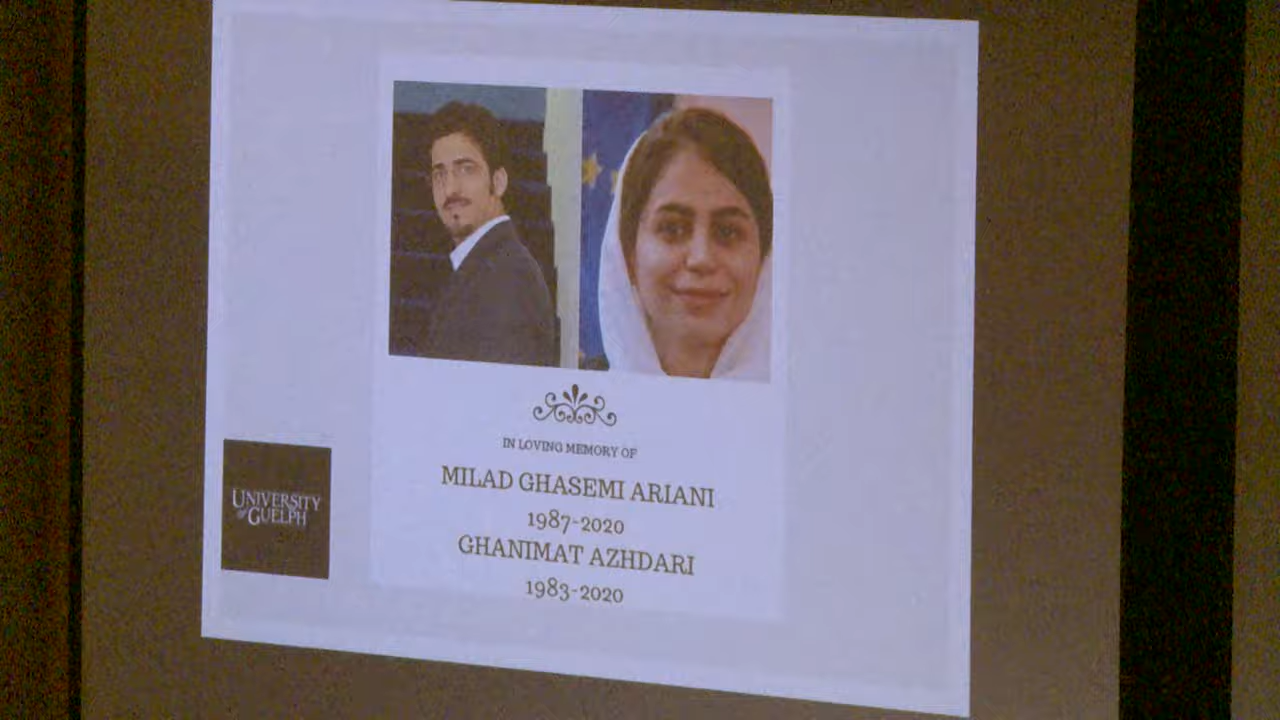 IN LOVING MEMORY OF
MILAD GHASEMI ARIANI
1987-2020
GHANIMAT AZHDARI
1983-2020
UNIVERSITY
OF GUELPH